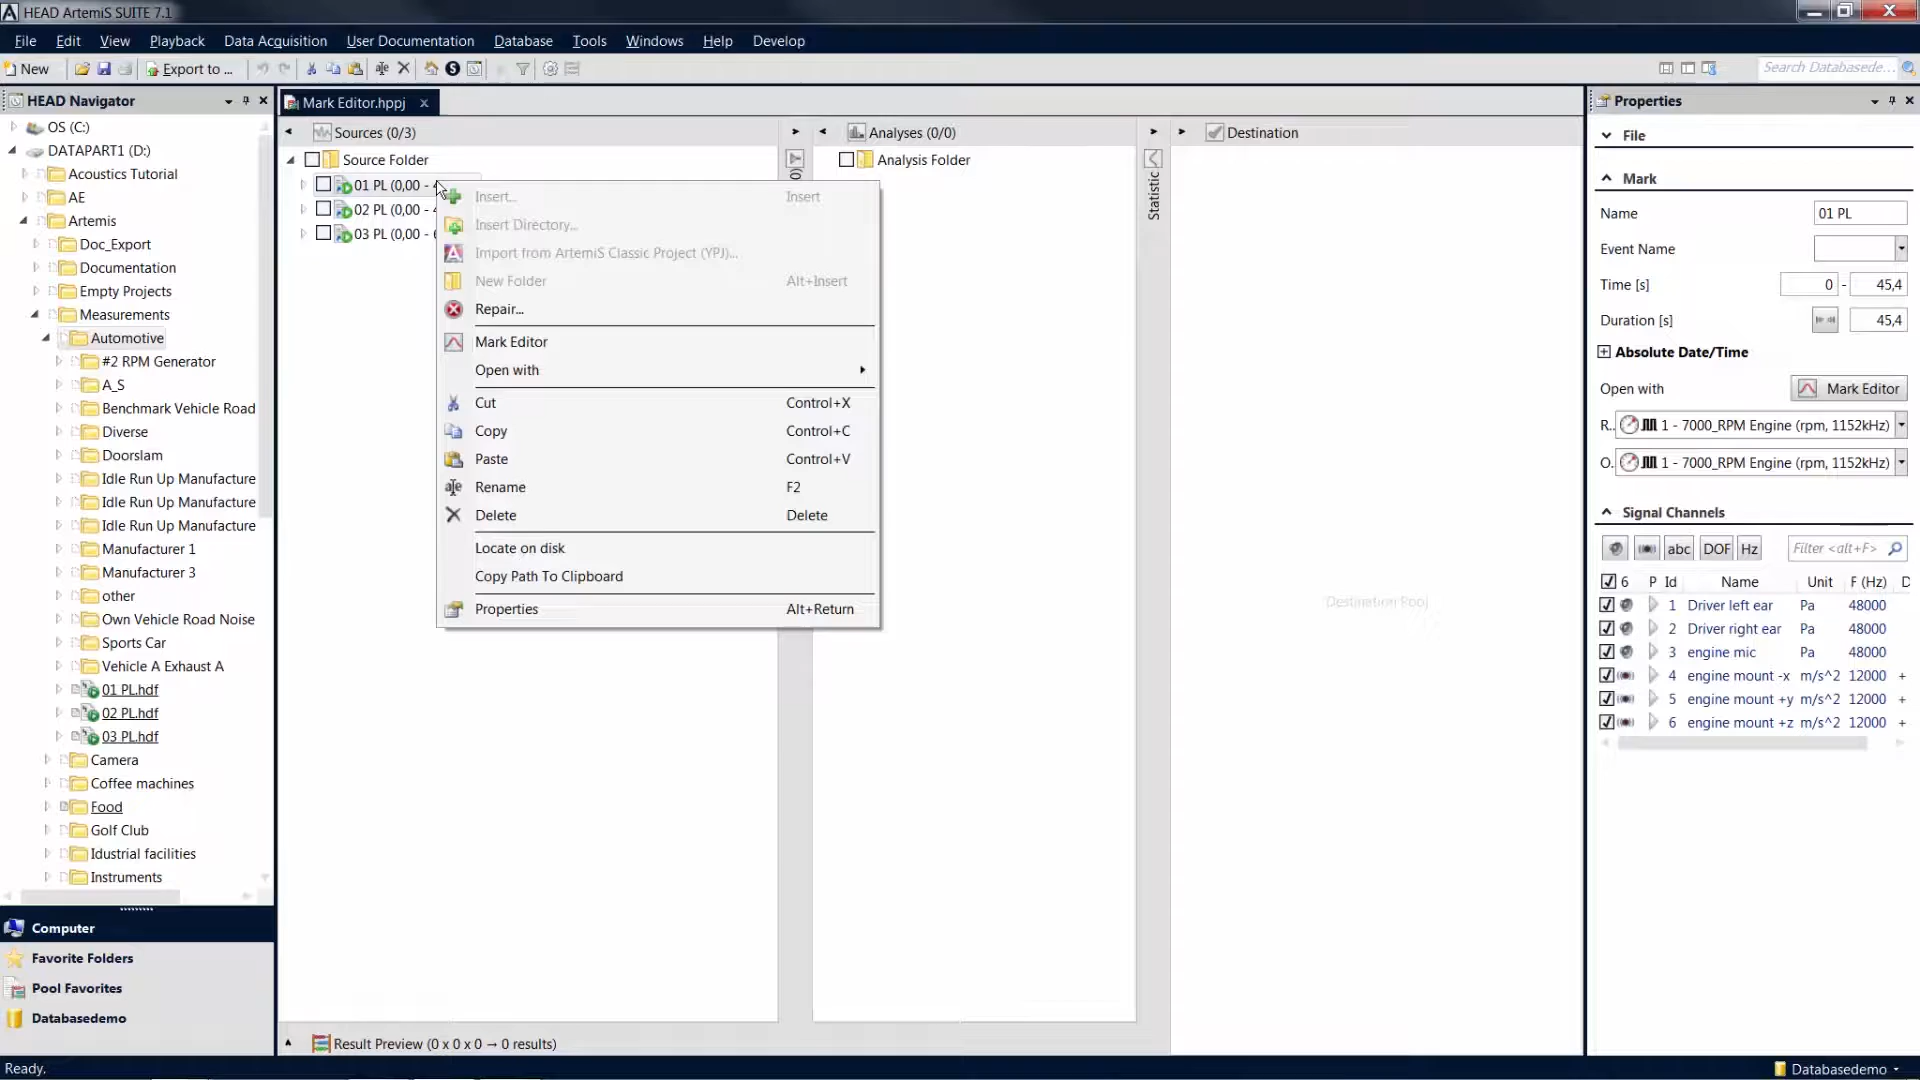 HEAD ArtemiS SUITE 7.1
File Edit View Playback Data Acquisition User Documentation Database Tools Windows Help Develop
New Export to ... Search Databasede...
HEAD Navigator
OS (C:)
DATAPART1 (D:)
Acoustics Tutorial
AE
Artemis
Doc_Export
Documentation
Empty Projects
Measurements
Automotive
#2 RPM Generator
A_S
Benchmark Vehicle Road
Diverse
Doorslam
Idle Run Up Manufacture
Idle Run Up Manufacture
Idle Run Up Manufacture
Manufacturer 1
Manufacturer 3
other
Own Vehicle Road Noise
Sports Car
Vehicle A Exhaust A
01 PL.hdf
02 PL.hdf
03 PL.hdf
Camera
Coffee machines
Food
Golf Club
Idustrial facilities
Instruments
Computer
Favorite Folders
Pool Favorites
Databasedemo
Ready.
Mark Editor.hppj
Sources (0/3)
Source Folder
01 PL (0,00 - 4
02 PL (0,00 - 4
03 PL (0,00 - 6
Insert... Insert
Insert Directory...
Import from ArtemiS Classic Project (YPJ)...
New Folder Alt+Insert
Repair...
Mark Editor
Open with
Cut Control+X
Copy Control+C
Paste Control+V
Rename F2
Delete Delete
Locate on disk
Copy Path To Clipboard
Properties Alt+Return
Analyses (0/0)
Analysis Folder
Statistic
Destination
Destination Pool
Result Preview (0 x 0 x 0 → 0 results)
Properties
File
Mark
Name 01 PL
Event Name
Time [s] 0 - 45,4
Duration [s] 45,4
Absolute Date/Time
Open with Mark Editor
R.. 1 - 7000_RPM Engine (rpm, 1152kHz)
O. 1 - 7000_RPM Engine (rpm, 1152kHz)
Signal Channels
abc DOF Hz Filter <alt+F>
6 P Id Name Unit F (Hz) D
1 Driver left ear Pa 48000
2 Driver right ear Pa 48000
3 engine mic Pa 48000
4 engine mount -x m/s^2 12000 +
5 engine mount +y m/s^2 12000 +
6 engine mount +z m/s^2 12000 +
Databasedemo